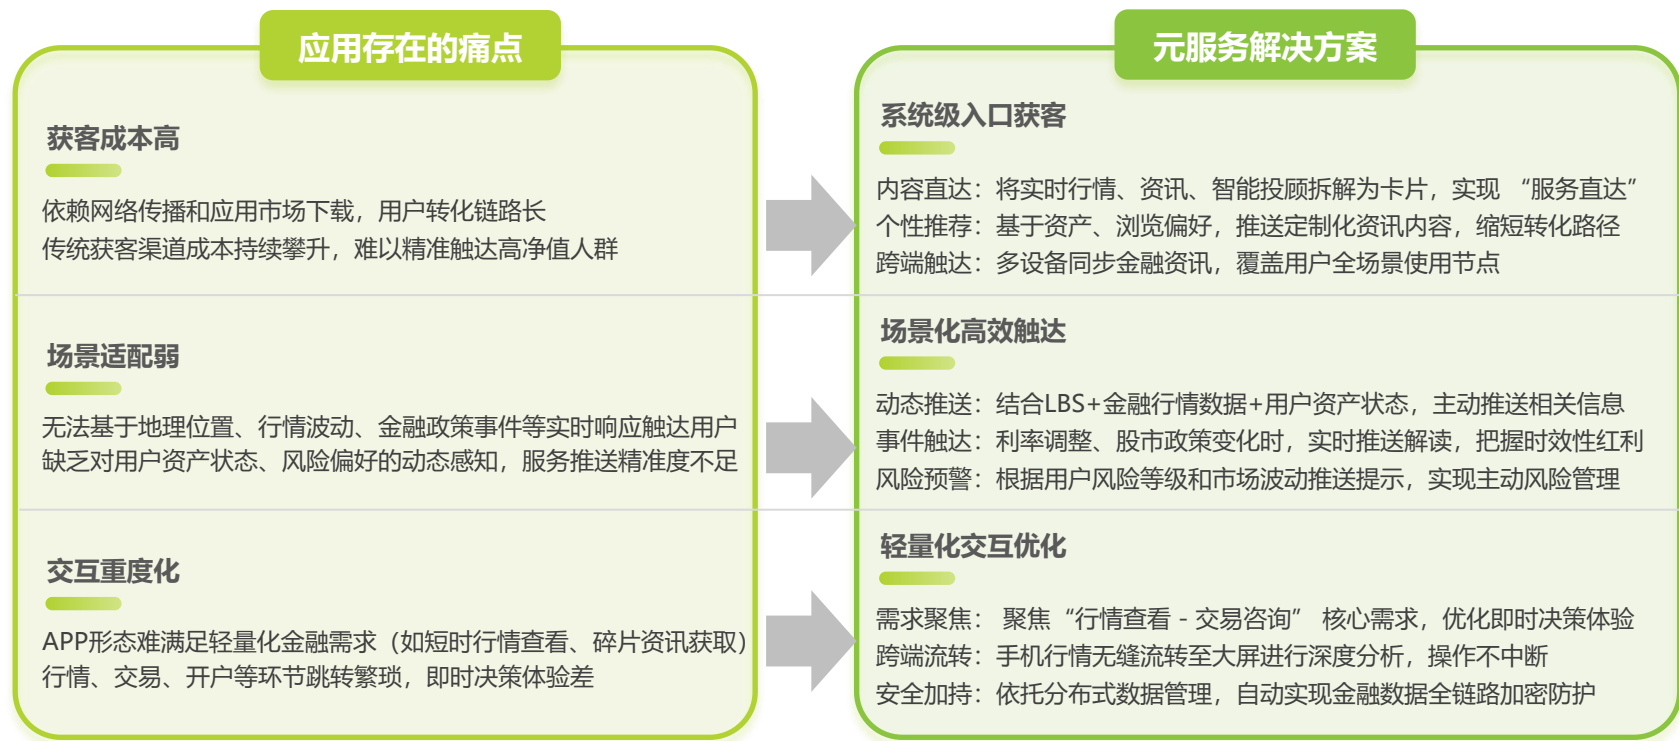 应用存在的痛点
获客成本高
依赖网络传播和应用市场下载，用户转化链路长
传统获客渠道成本持续攀升，难以精准触达高净值人群
场景适配弱
无法基于地理位置、行情波动、金融政策事件等实时响应触达用户
缺乏对用户资产状态、风险偏好的动态感知，服务推送精准度不足
交互重度化
APP形态难满足轻量化金融需求（如短时行情查看、碎片资讯获取）
行情、交易、开户等环节跳转繁琐，即时决策体验差
元服务解决方案
系统级入口获客
内容直达：将实时行情、资讯、智能投顾拆解为卡片，实现 “服务直达”
个性推荐：基于资产、浏览偏好，推送定制化资讯内容，缩短转化路径
跨端触达：多设备同步金融资讯，覆盖用户全场景使用节点
场景化高效触达
动态推送：结合LBS+金融行情数据+用户资产状态，主动推送相关信息
事件触达：利率调整、股市政策变化时，实时推送解读，把握时效性红利
风险预警：根据用户风险等级和市场波动推送提示，实现主动风险管理
轻量化交互优化
需求聚焦： 聚焦“行情查看 - 交易咨询” 核心需求，优化即时决策体验
跨端流转：手机行情无缝流转至大屏进行深度分析，操作不中断
安全加持：依托分布式数据管理，自动实现金融数据全链路加密防护